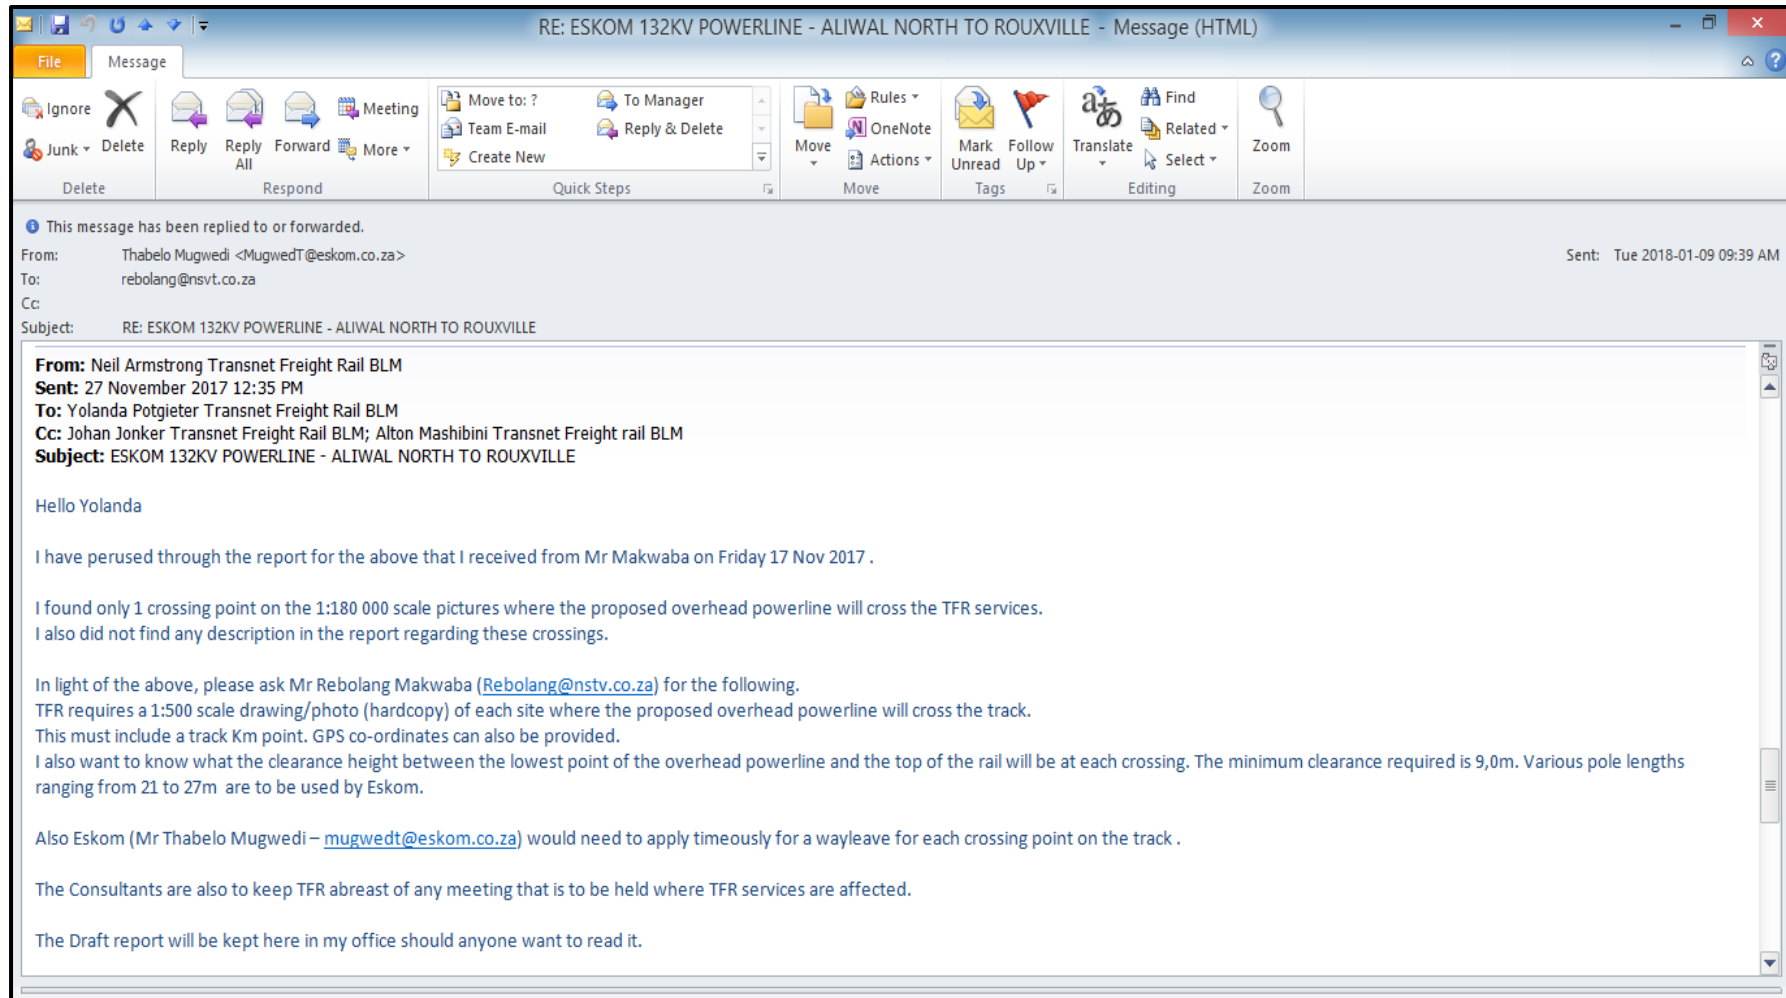 RE: ESKOM 132KV POWERLINE - ALIWAL NORTH TO ROUXVILLE - Message (HTML)
File Message
Ignore
Junk
Delete
Delete
Reply
Reply All
Forward
Meeting
More
Respond
Move to: ?
Team E-mail
Create New
To Manager
Reply & Delete
Quick Steps
Move
Rules
OneNote
Actions
Move
Mark Unread
Follow Up
Tags
Translate
Find
Related
Select
Editing
Zoom
Zoom
This message has been replied to or forwarded.
From: Thabelo Mugwedi <MugwedT@eskom.co.za> Sent: Tue 2018-01-09 09:39 AM
To: rebolang@nsvt.co.za
Cc:
Subject: RE: ESKOM 132KV POWERLINE - ALIWAL NORTH TO ROUXVILLE
From: Neil Armstrong Transnet Freight Rail BLM
Sent: 27 November 2017 12:35 PM
To: Yolanda Potgieter Transnet Freight Rail BLM
Cc: Johan Jonker Transnet Freight Rail BLM; Alton Mashibini Transnet Freight rail BLM
Subject: ESKOM 132KV POWERLINE - ALIWAL NORTH TO ROUXVILLE
Hello Yolanda
I have perused through the report for the above that I received from Mr Makwaba on Friday 17 Nov 2017 .
I found only 1 crossing point on the 1:180 000 scale pictures where the proposed overhead powerline will cross the TFR services.
I also did not find any description in the report regarding these crossings.
In light of the above, please ask Mr Rebolang Makwaba (Rebolang@nstv.co.za) for the following.
TFR requires a 1:500 scale drawing/photo (hardcopy) of each site where the proposed overhead powerline will cross the track.
This must include a track Km point. GPS co-ordinates can also be provided.
I also want to know what the clearance height between the lowest point of the overhead powerline and the top of the rail will be at each crossing. The minimum clearance required is 9,0m. Various pole lengths
ranging from 21 to 27m are to be used by Eskom.
Also Eskom (Mr Thabelo Mugwedi – mugwedt@eskom.co.za) would need to apply timeously for a wayleave for each crossing point on the track .
The Consultants are also to keep TFR abreast of any meeting that is to be held where TFR services are affected.
The Draft report will be kept here in my office should anyone want to read it.